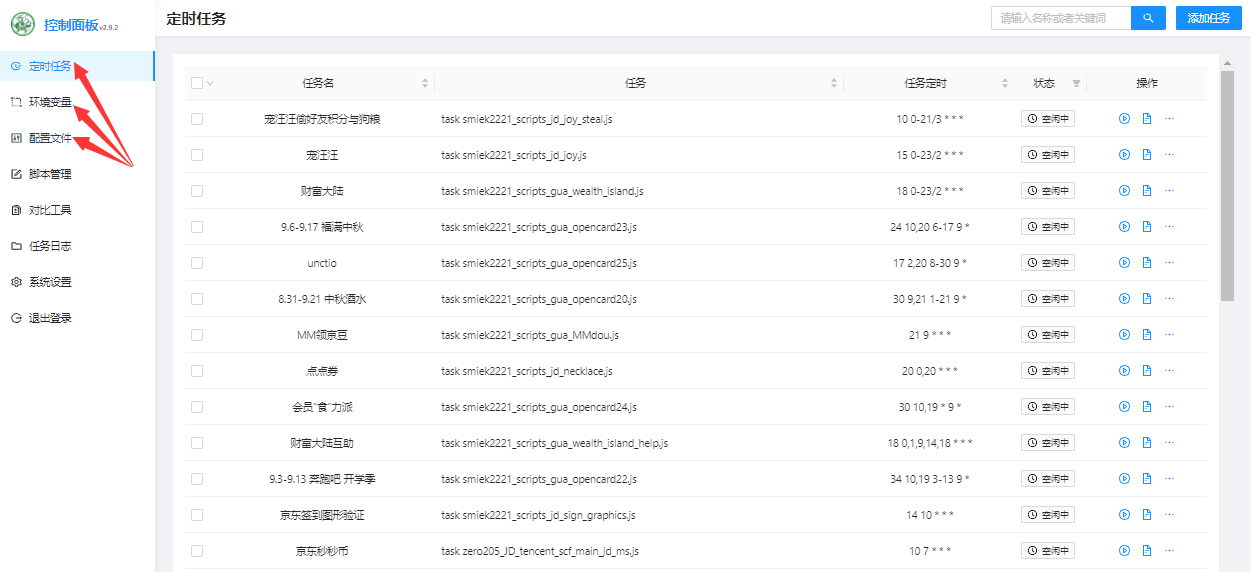 控制面板v2.9.2
定时任务
环境变量
配置文件
脚本管理
对比工具
任务日志
系统设置
退出登录
定时任务 请输入名称或者关键词 添加任务
任务名 任务 任务定时 状态 操作
宠汪汪偷好友积分与狗粮 task smiek2221_scripts_jd_joy_steal.js 10 0-21/3 * * * 空闲中
宠汪汪 task smiek2221_scripts_jd_joy.js 15 0-23/2 * * * 空闲中
财富大陆 task smiek2221_scripts_gua_wealth_island.js 18 0-23/2 * * * 空闲中
9.6-9.17 福满中秋 task smiek2221_scripts_gua_opencard23.js 24 10,20 6-17 9 * 空闲中
unctio task smiek2221_scripts_gua_opencard25.js 17 2,20 8-30 9 * 空闲中
8.31-9.21 中秋酒水 task smiek2221_scripts_gua_opencard20.js 30 9,21 1-21 9 * 空闲中
MM领京豆 task smiek2221_scripts_gua_MMdou.js 21 9 * * * 空闲中
点点券 task smiek2221_scripts_jd_necklace.js 20 0,20 * * * 空闲中
会员“食”力派 task smiek2221_scripts_gua_opencard24.js 30 10,19 * 9 * 空闲中
财富大陆互助 task smiek2221_scripts_gua_wealth_island_help.js 18 0,1,9,14,18 * * * 空闲中
9.3-9.13 奔跑吧 开学季 task smiek2221_scripts_gua_opencard22.js 34 10,19 3-13 9 * 空闲中
京东签到图形验证 task smiek2221_scripts_jd_sign_graphics.js 14 10 * * * 空闲中
京东秒秒币 task zero205_JD_tencent_scf_main_jd_ms.js 10 7 * * * 空闲中